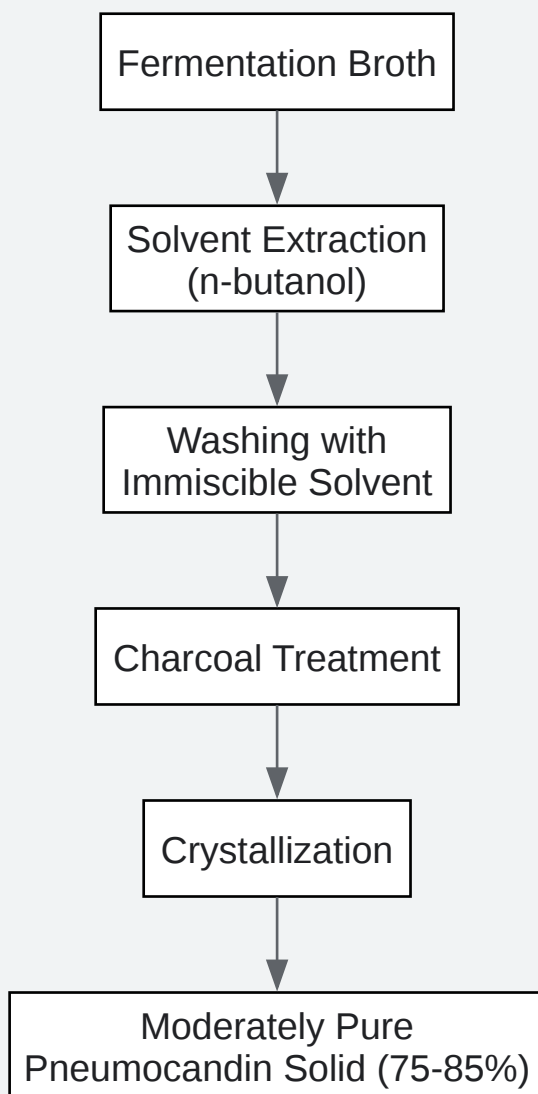 Fermentation Broth
Solvent Extraction
(n-butanol)
Washing with
Immiscible Solvent
Charcoal Treatment
Crystallization
Moderately Pure
Pneumocandin Solid (75-85%)